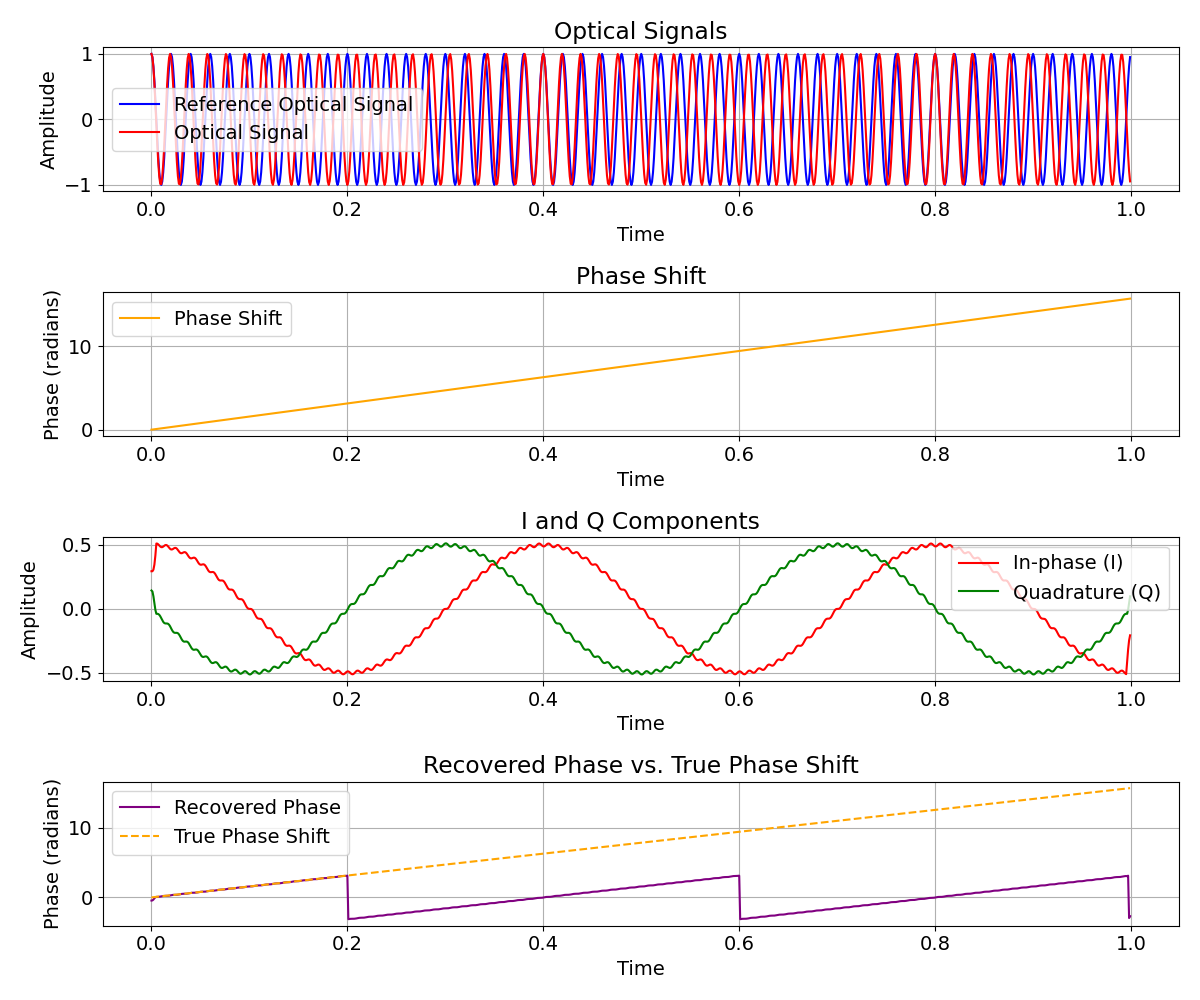 Optical Signals
Amplitude
1
0
−1
Reference Optical Signal
Optical Signal
0.0 0.2 0.4 0.6 0.8 1.0
Time
Phase Shift
Phase (radians)
10
0
Phase Shift
0.0 0.2 0.4 0.6 0.8 1.0
Time
I and Q Components
Amplitude
0.5
0.0
−0.5
In-phase (I)
Quadrature (Q)
0.0 0.2 0.4 0.6 0.8 1.0
Time
Recovered Phase vs. True Phase Shift
Phase (radians)
10
0
Recovered Phase
True Phase Shift
0.0 0.2 0.4 0.6 0.8 1.0
Time